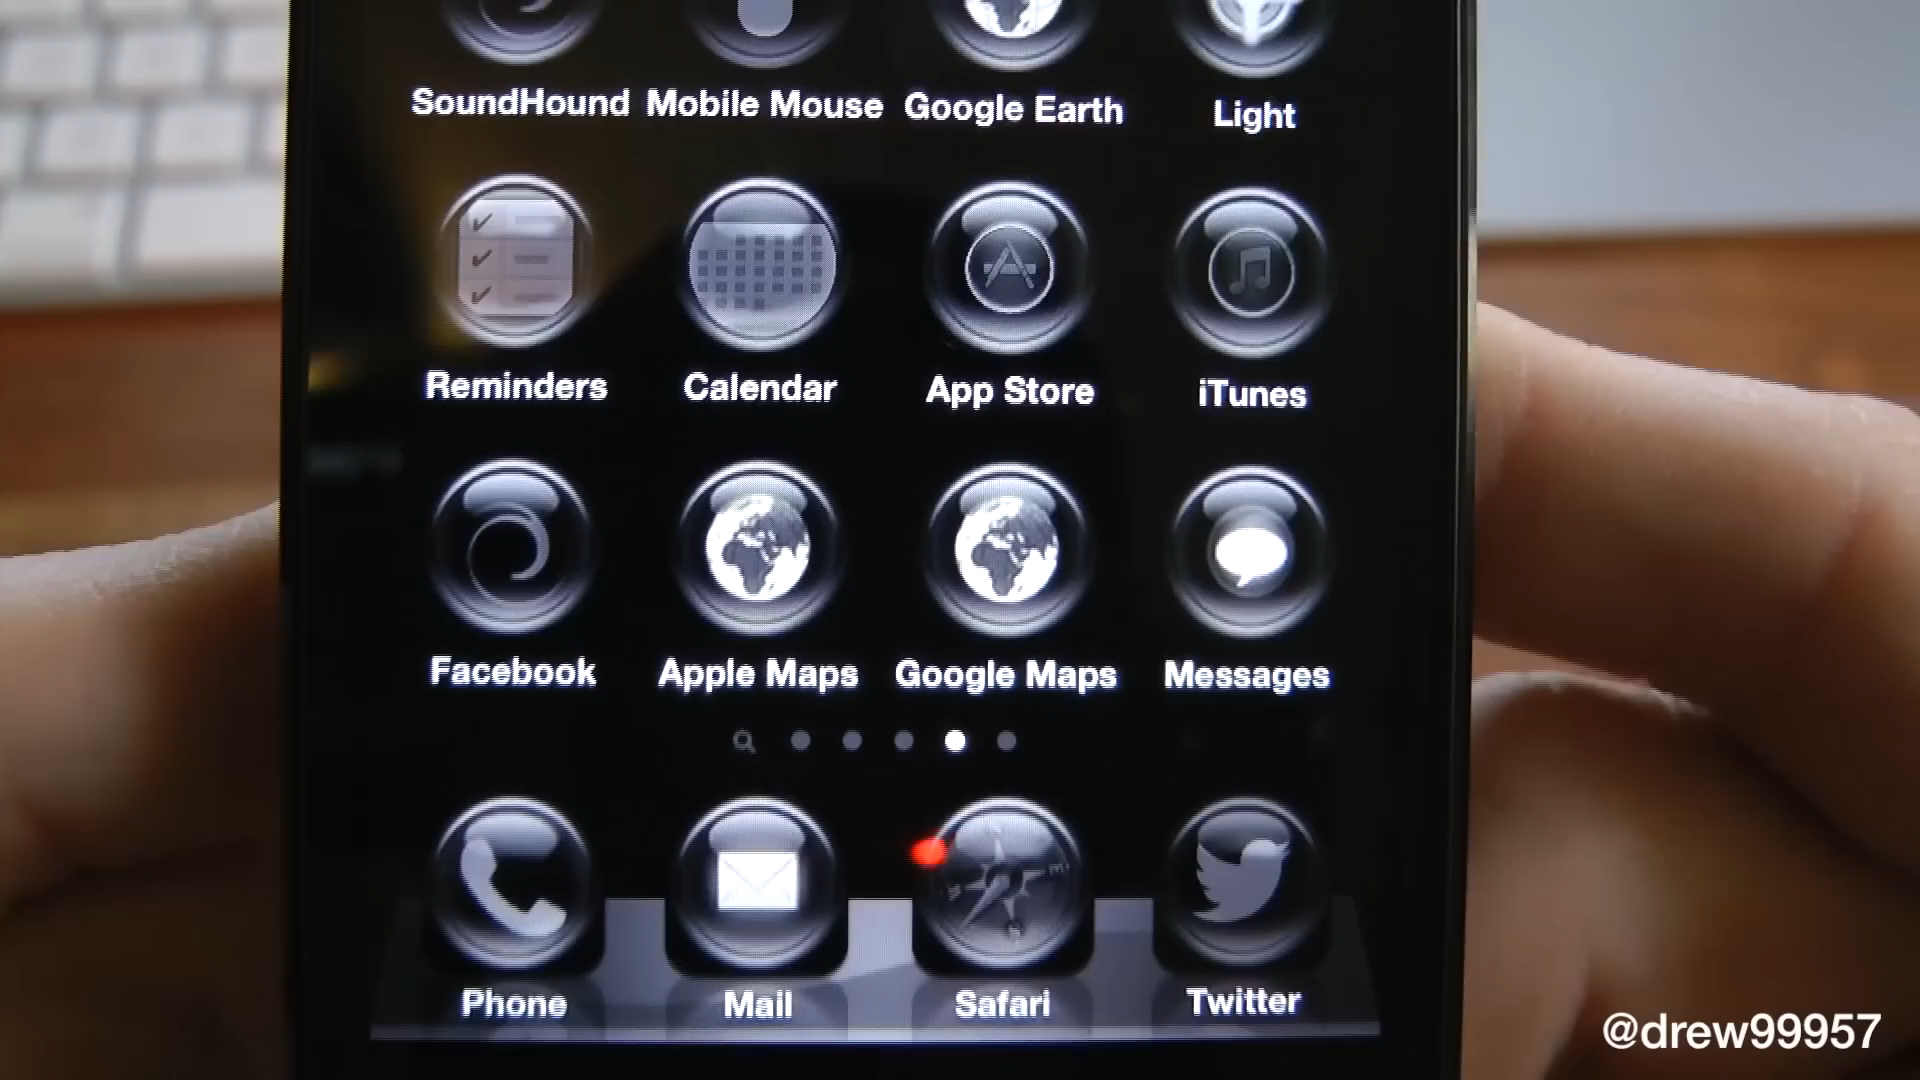 SoundHound Mobile Mouse Google Earth Light
Reminders Calendar App Store iTunes
Facebook Apple Maps Google Maps Messages
Phone Mail Safari Twitter
@drew99957